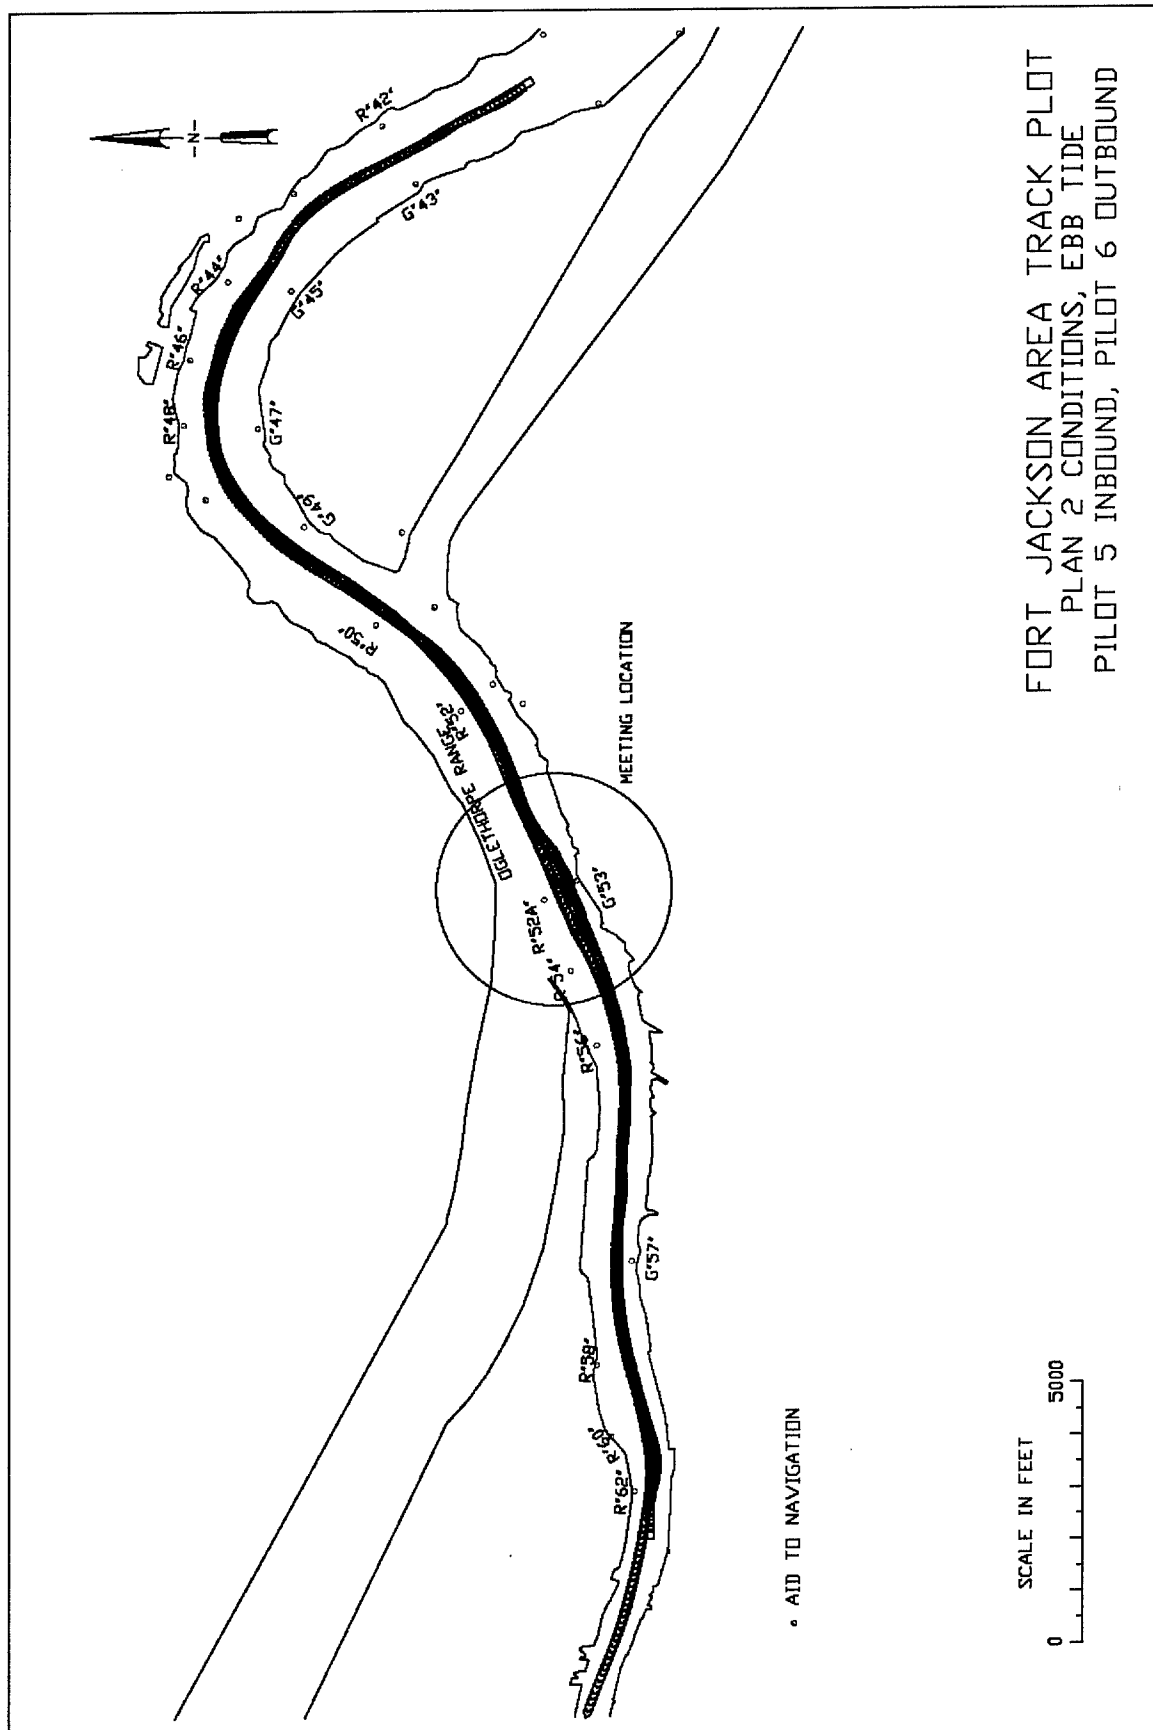 R"42"
-N-
G"43"
R"44"
G"45"
R"46"
R"48"
G"47"
G"49"
R"50"
R"52"
OGLETHORPE RANGE
MEETING LOCATION
R"52A"
G"53"
R"54"
R"56"
G"57"
R"58"
R"60"
R"62"
FORT JACKSON AREA TRACK PLOT
PLAN 2 CONDITIONS, EBB TIDE
PILOT 5 INBOUND, PILOT 6 OUTBOUND
AID TO NAVIGATION
SCALE IN FEET
0 5000